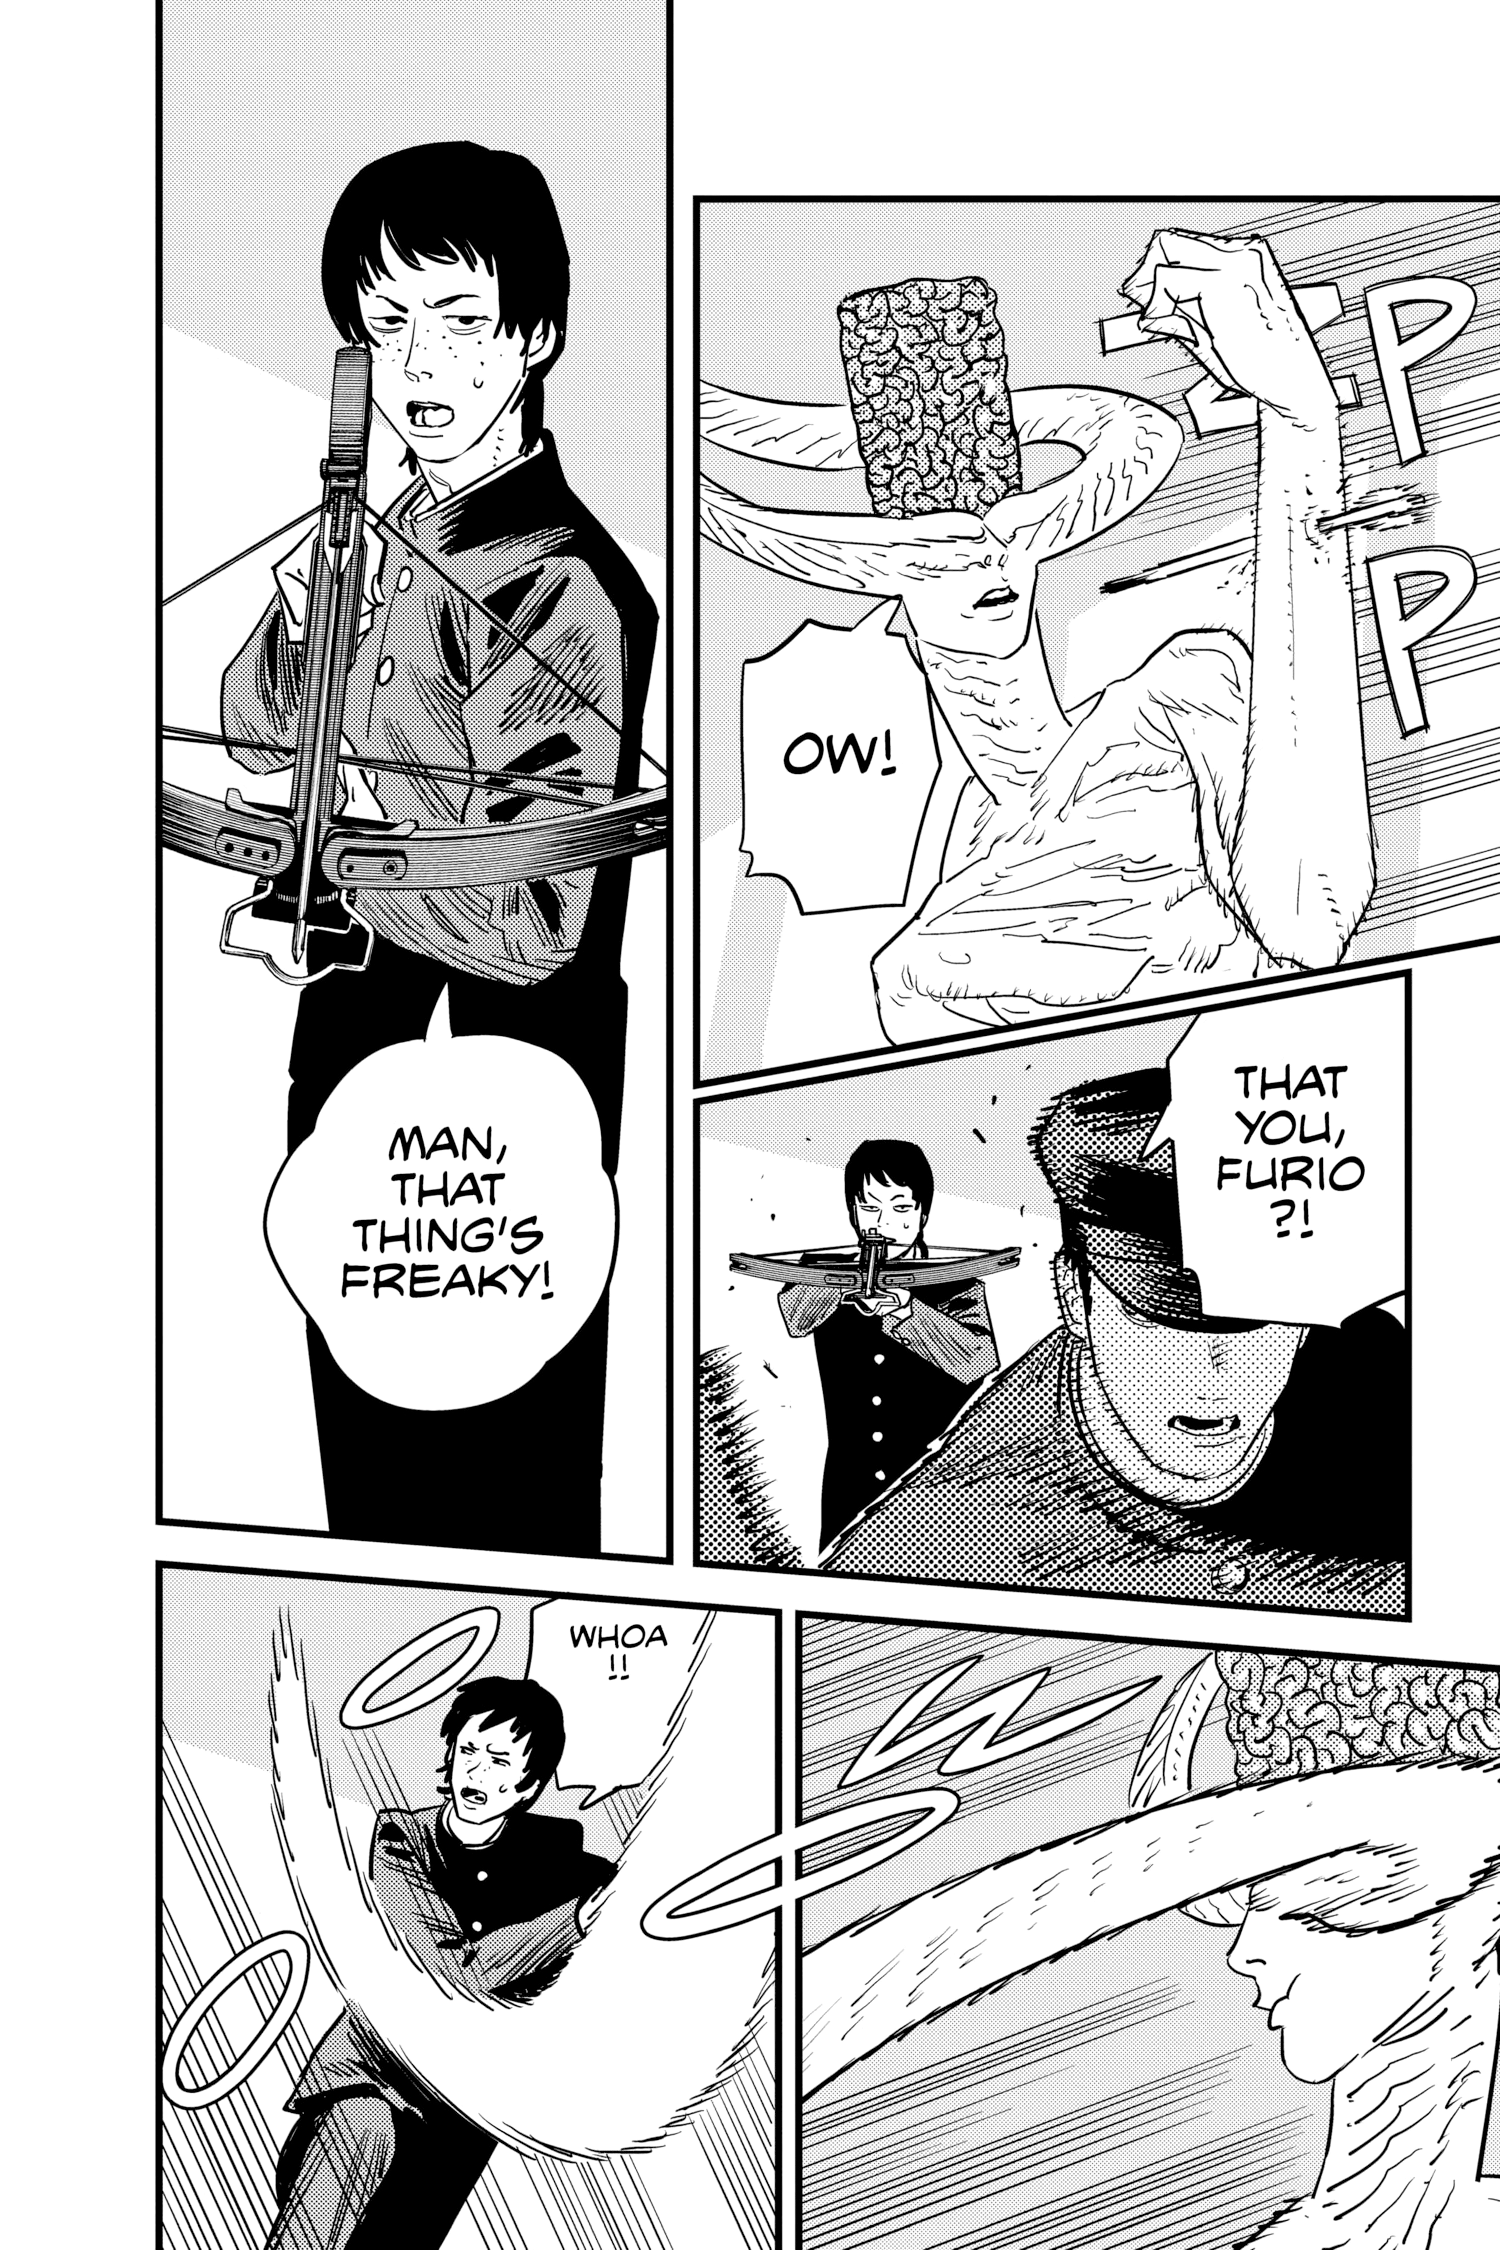 OW!
THAT
YOU,
FURIO
?!
MAN,
THAT
THING'S
FREAKY!
WHOA
!!